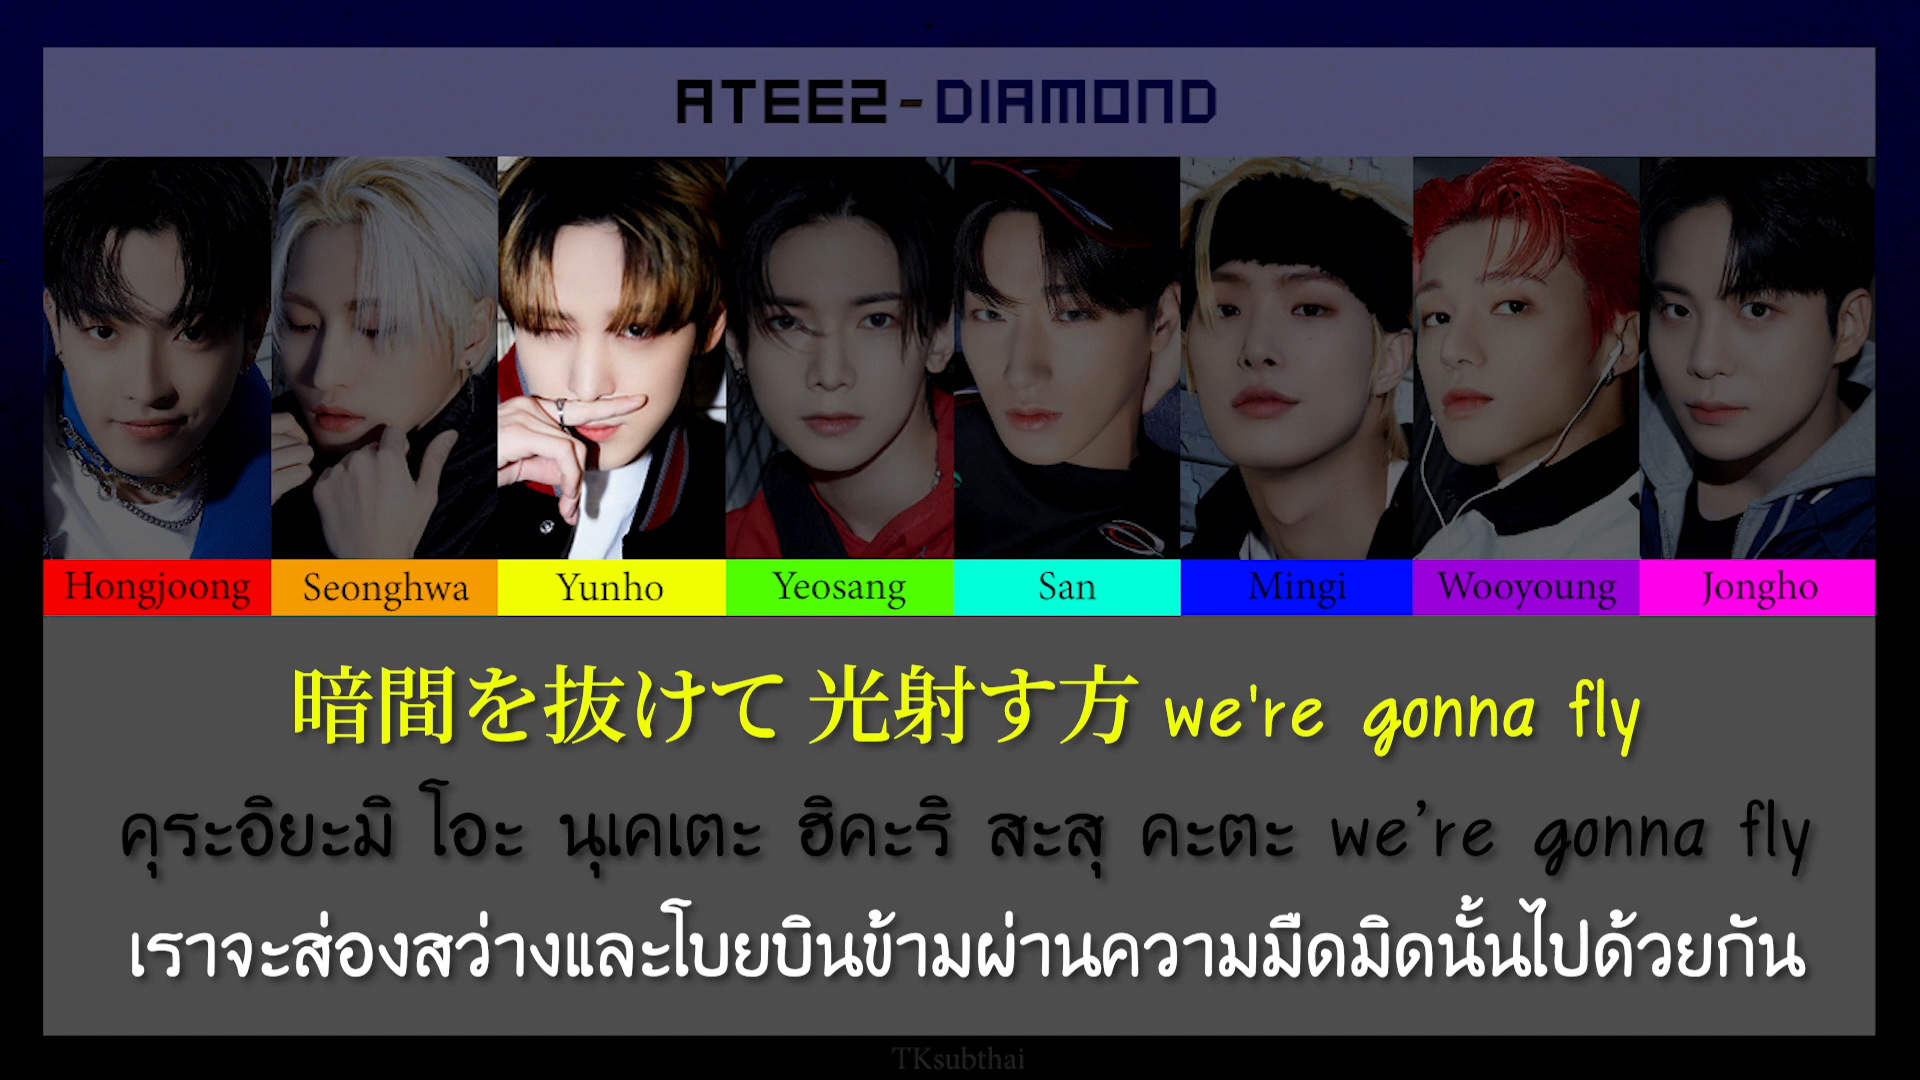 ATEEZ-DIAMOND
Hongjoong Seonghwa Yunho Yeosang San Mingi Wooyoung Jongho
暗間を抜けて 光射す方 we're gonna fly
คุระอิยะมิ โอะ นุเคเตะ ฮิคะริ สะสุ คะตะ we’re gonna fly
เราจะส่องสว่างและโบยบินข้ามผ่านความมืดมิดนั้นไปด้วยกัน
TKsubthai